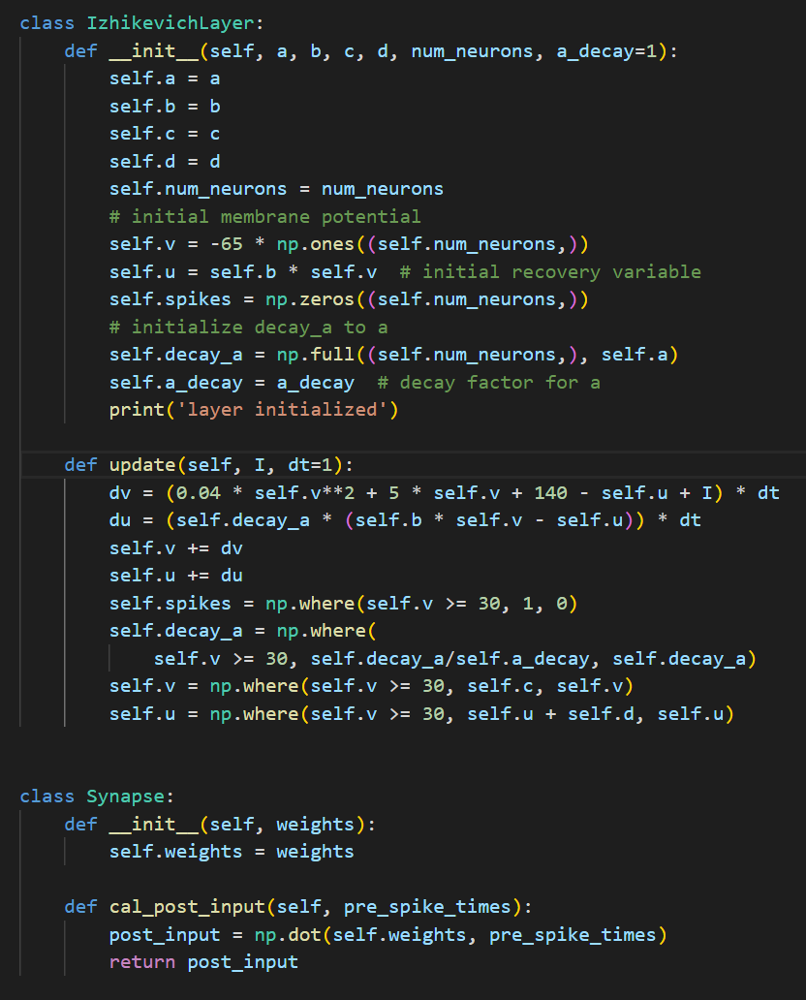 class IzhikevichLayer:
    def __init__(self, a, b, c, d, num_neurons, a_decay=1):
        self.a = a
        self.b = b
        self.c = c
        self.d = d
        self.num_neurons = num_neurons
        # initial membrane potential
        self.v = -65 * np.ones((self.num_neurons,))
        self.u = self.b * self.v  # initial recovery variable
        self.spikes = np.zeros((self.num_neurons,))
        # initialize decay_a to a
        self.decay_a = np.full((self.num_neurons,), self.a)
        self.a_decay = a_decay  # decay factor for a
        print('layer initialized')

    def update(self, I, dt=1):
        dv = (0.04 * self.v**2 + 5 * self.v + 140 - self.u + I) * dt
        du = (self.decay_a * (self.b * self.v - self.u)) * dt
        self.v += dv
        self.u += du
        self.spikes = np.where(self.v >= 30, 1, 0)
        self.decay_a = np.where(
            self.v >= 30, self.decay_a/self.a_decay, self.decay_a)
        self.v = np.where(self.v >= 30, self.c, self.v)
        self.u = np.where(self.v >= 30, self.u + self.d, self.u)


class Synapse:
    def __init__(self, weights):
        self.weights = weights

    def cal_post_input(self, pre_spike_times):
        post_input = np.dot(self.weights, pre_spike_times)
        return post_input